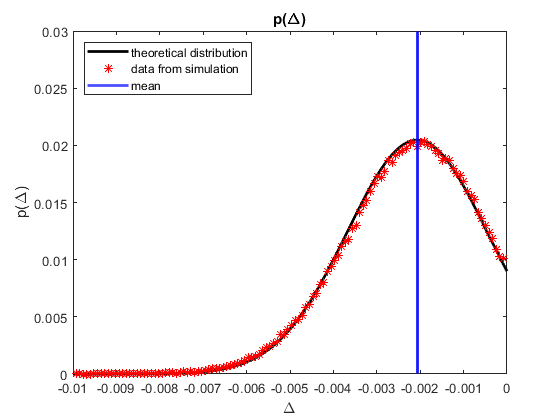 p(Δ)
0.03
0.025
0.02
0.015
0.01
0.005
0
p(Δ)
theoretical distribution
data from simulation
mean
-0.01 -0.009 -0.008 -0.007 -0.006 -0.005 -0.004 -0.003 -0.002 -0.001 0
Δ